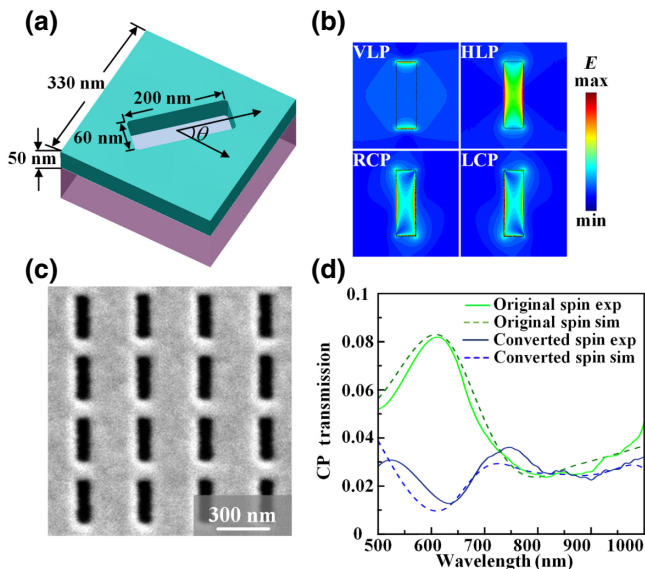 (a)
330 nm
200 nm
60 nm
θ
50 nm
(b)
VLP
HLP
RCP
LCP
E
max
min
(c)
300 nm
(d)
Original spin exp
Original spin sim
Converted spin exp
Converted spin sim
CP transmission
0.1
0.08
0.06
0.04
0.02
0
500 600 700 800 900 1000
Wavelength (nm)